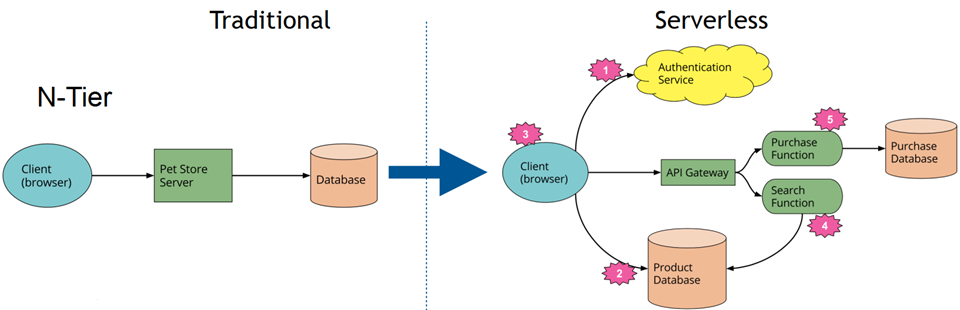 Traditional
Serverless
N-Tier
Client
(browser)
Pet Store
Server
Database
1
Authentication
Service
3
Client
(browser)
API Gateway
5
Purchase
Function
Purchase
Database
Search
Function
4
2
Product
Database